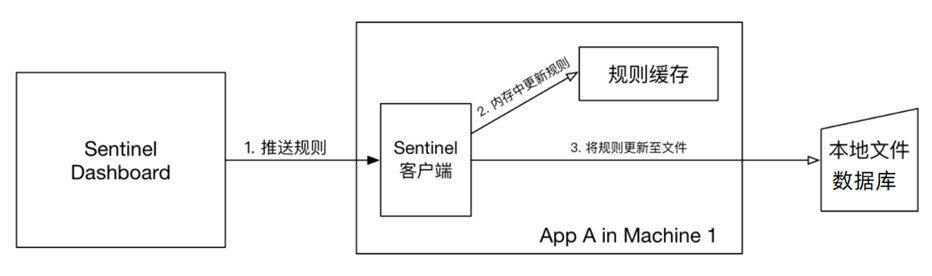 Sentinel
Dashboard
1. 推送规则
Sentinel
客户端
2. 内存中更新规则
规则缓存
3. 将规则更新至文件
本地文件
数据库
App A in Machine 1